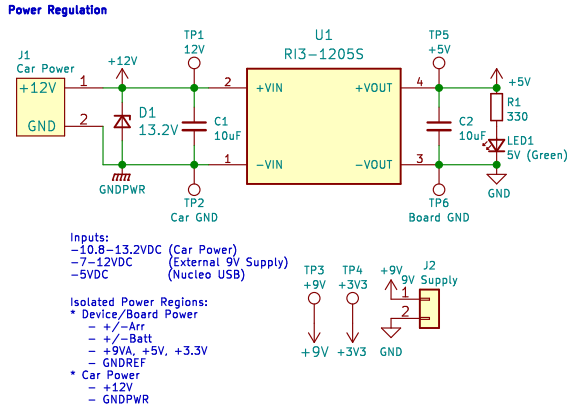 Power Regulation
J1
Car Power
+12V
GND
1
2
+12V
D1
13.2V
GNDPWR
TP1
12V
C1
10uF
TP2
Car GND
U1
RI3-1205S
2
+VIN
1
-VIN
+VOUT
4
-VOUT
3
TP5
+5V
C2
10uF
TP6
Board GND
+5V
R1
330
LED1
5V (Green)
GND
Inputs:
-10.8-13.2VDC (Car Power)
-7-12VDC (External 9V Supply)
-5VDC (Nucleo USB)
Isolated Power Regions:
* Device/Board Power
- +/-Arr
- +/-Batt
- +9VA, +5V, +3.3V
- GNDREF
* Car Power
- +12V
- GNDPWR
TP3
+9V
+9V
TP4
+3V3
+3V3
+9V
GND
J2
9V Supply
1
2